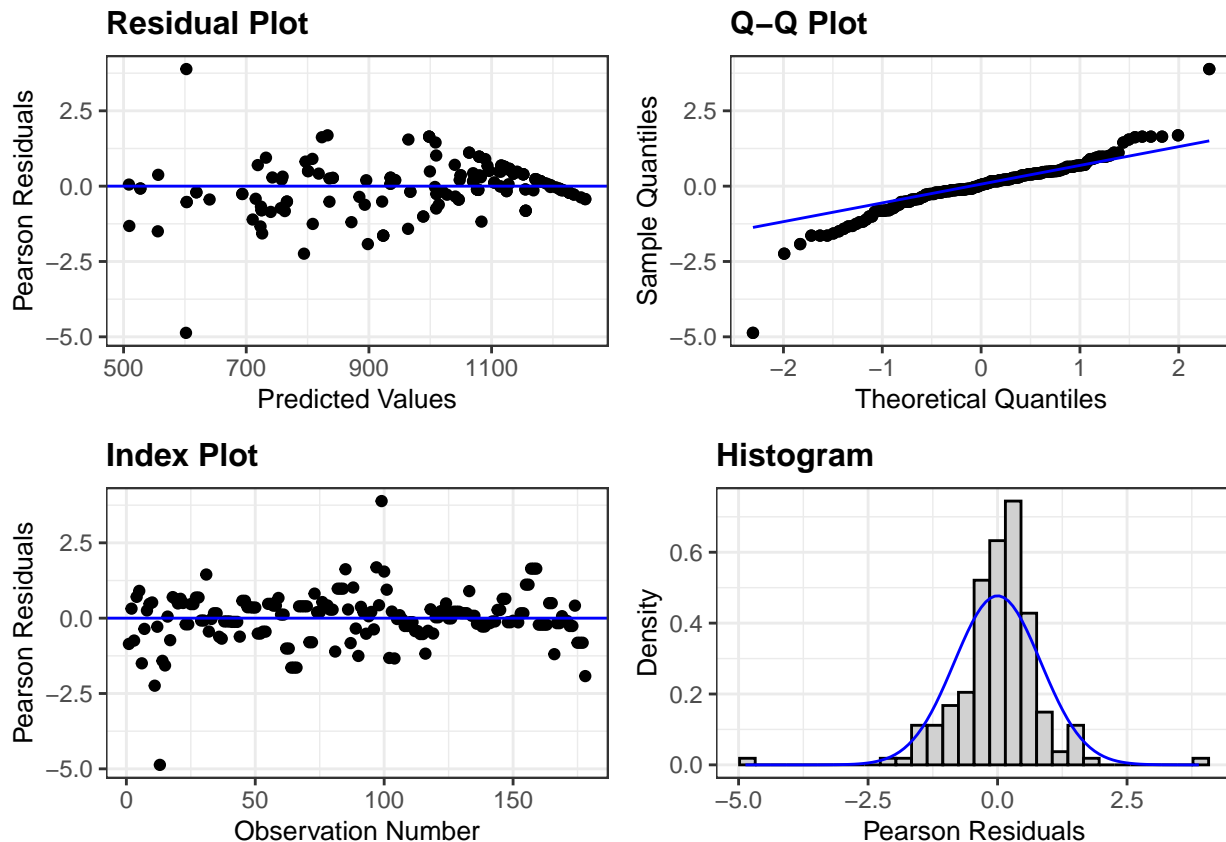 Residual Plot
Pearson Residuals
2.5
0.0
−2.5
−5.0
500 700 900 1100
Predicted Values
Q−Q Plot
Sample Quantiles
2.5
0.0
−2.5
−5.0
−2 −1 0 1 2
Theoretical Quantiles
Index Plot
Pearson Residuals
2.5
0.0
−2.5
−5.0
0 50 100 150
Observation Number
Histogram
Density
0.6
0.4
0.2
0.0
−5.0 −2.5 0.0 2.5
Pearson Residuals